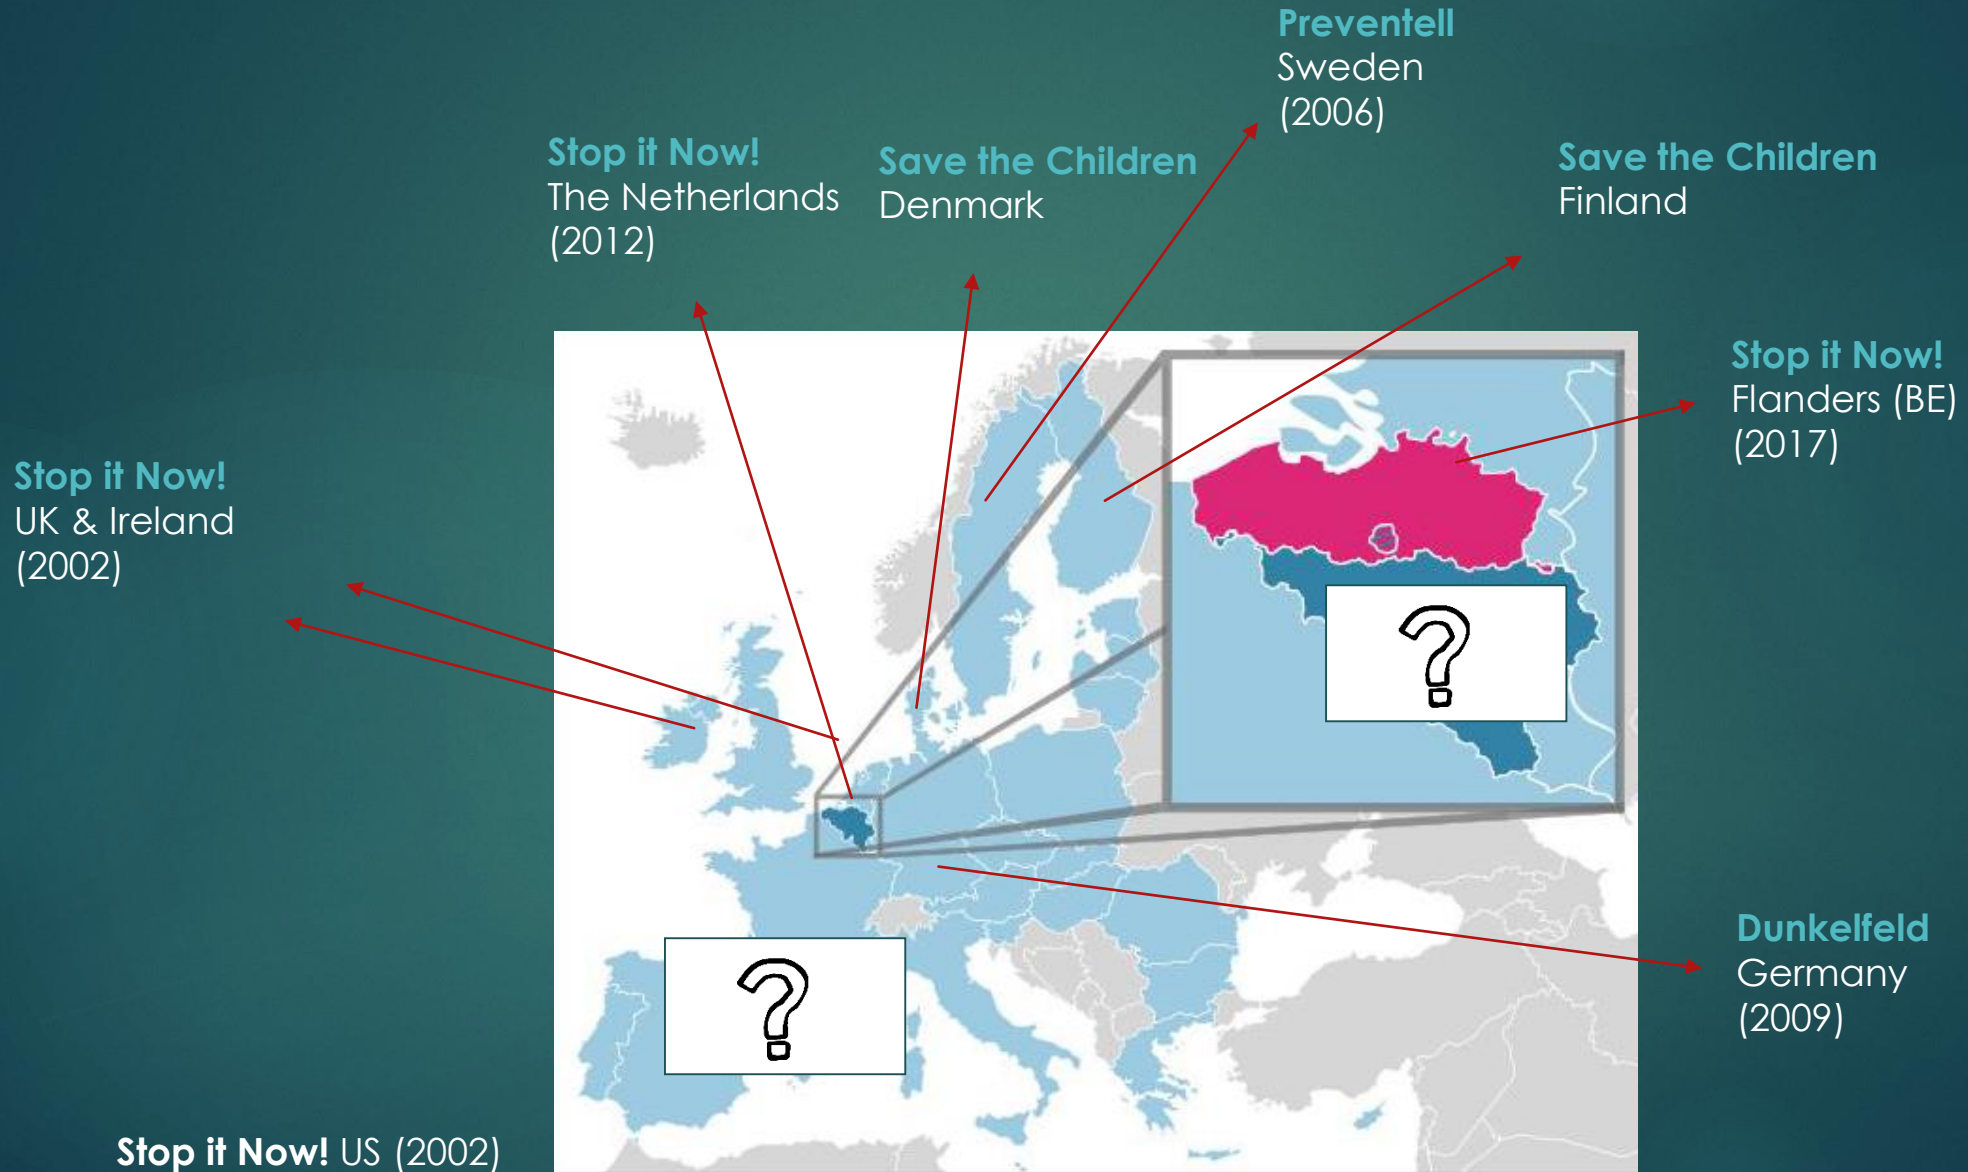 Preventell
Sweden
(2006)
Stop it Now!
The Netherlands
(2012)
Save the Children
Denmark
Save the Children
Finland
Stop it Now!
Flanders (BE)
(2017)
Stop it Now!
UK & Ireland
(2002)
?
?
Dunkelfeld
Germany
(2009)
Stop it Now! US (2002)